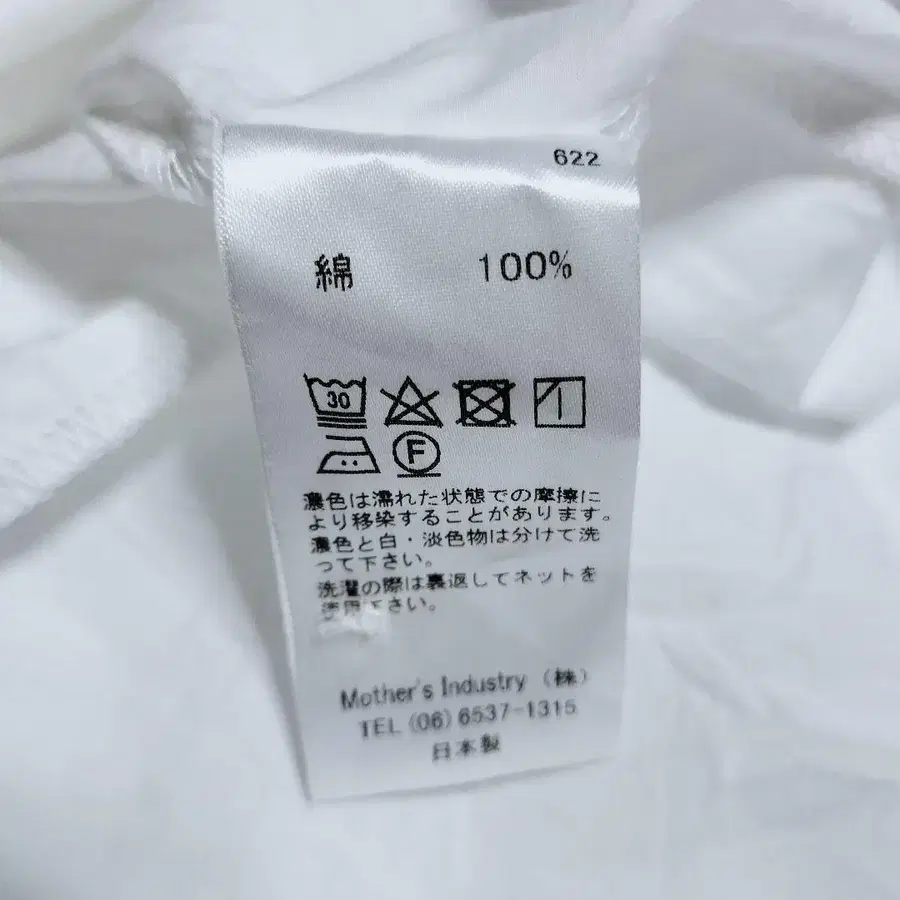 622
綿 100%
30
F
濃色は濡れた状態での摩擦に
より移染することがあります。
濃色と白・淡色物は分けて洗
って下さい。
洗濯の際は裏返してネットを
使用下さい。
Mother's Industry (株)
TEL (06) 6537-1315
日本製